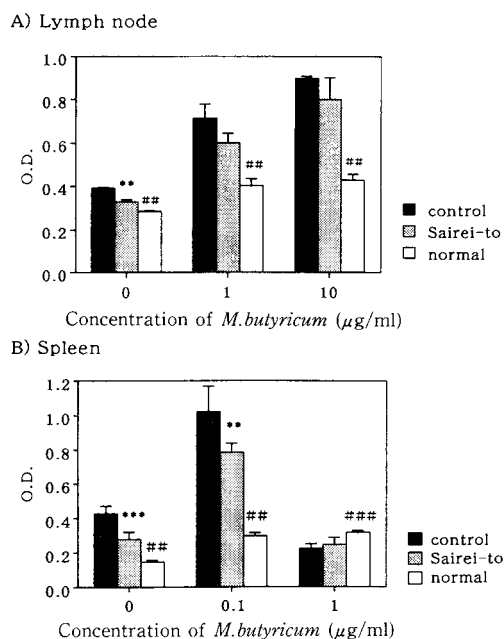 A) Lymph node
1.0
0.8
0.6
0.4
0.2
0.0
O.D.
** ## ## ##
0 1 10
Concentration of M.butyricum (μg/ml)
control
Sairei-to
normal
B) Spleen
1.2
1.0
0.8
0.6
0.4
0.2
0.0
O.D.
*** ## ** ## ###
0 0.1 1
Concentration of M.butyricum (μg/ml)
control
Sairei-to
normal